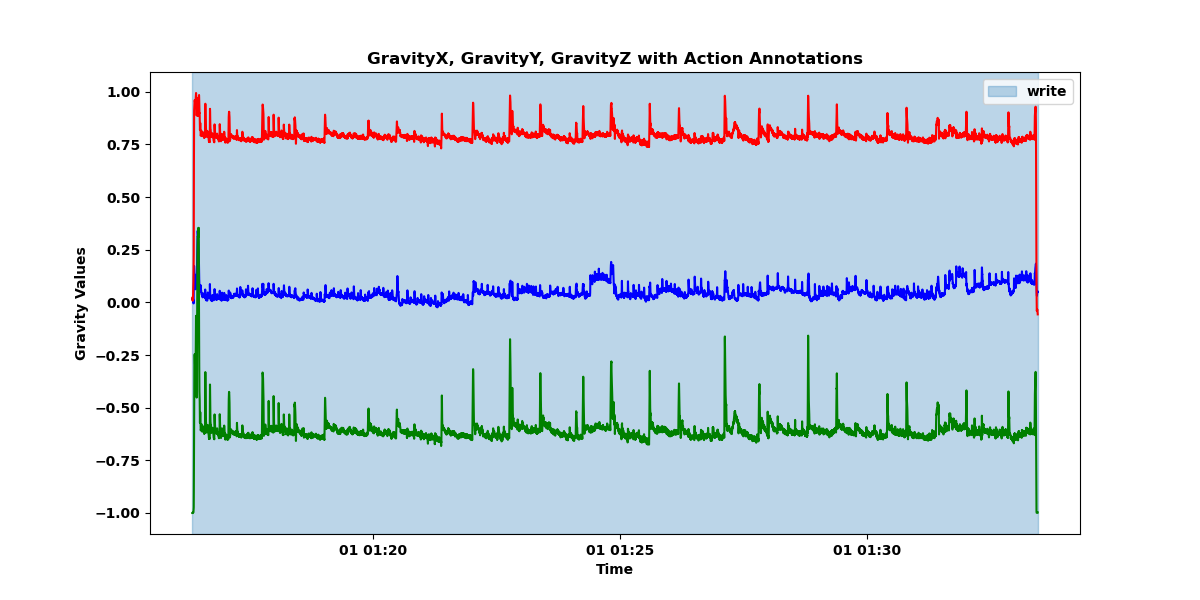 GravityX, GravityY, GravityZ with Action Annotations
write
1.00
0.75
0.50
0.25
0.00
−0.25
−0.50
−0.75
−1.00
Gravity Values
01 01:20 01 01:25 01 01:30
Time